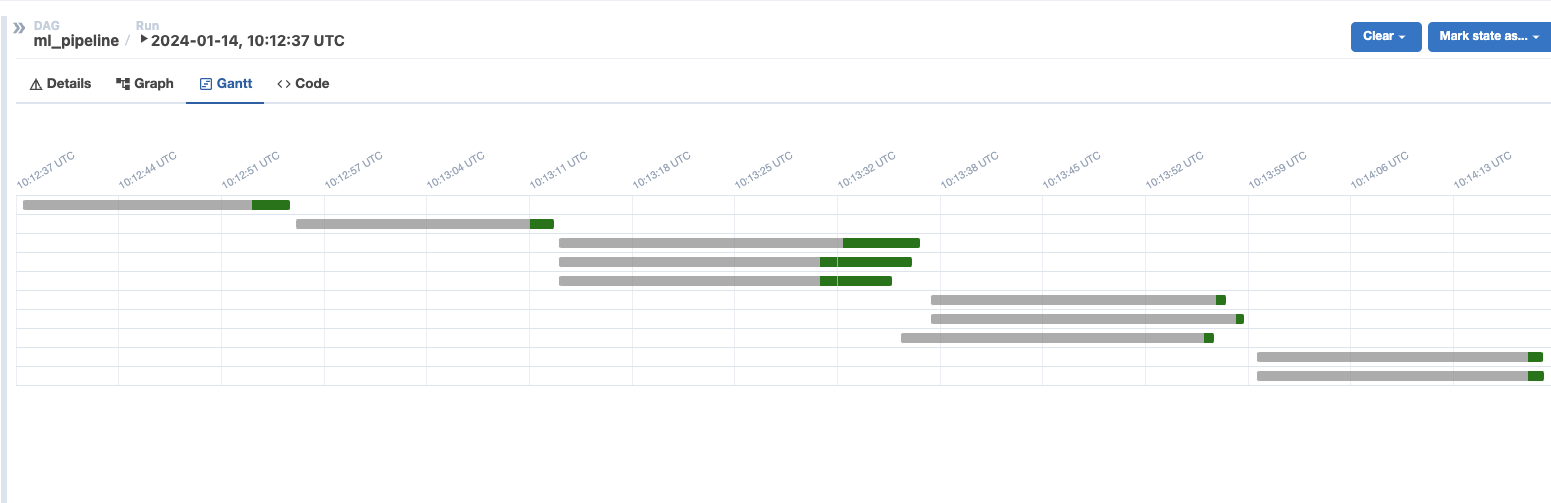 DAG Run
ml_pipeline / 2024-01-14, 10:12:37 UTC
Clear Mark state as...
Details Graph Gantt <> Code
10:12:37 UTC 10:12:44 UTC 10:12:51 UTC 10:12:57 UTC 10:13:04 UTC 10:13:11 UTC 10:13:18 UTC 10:13:25 UTC 10:13:32 UTC 10:13:38 UTC 10:13:45 UTC 10:13:52 UTC 10:13:59 UTC 10:14:06 UTC 10:14:13 UTC